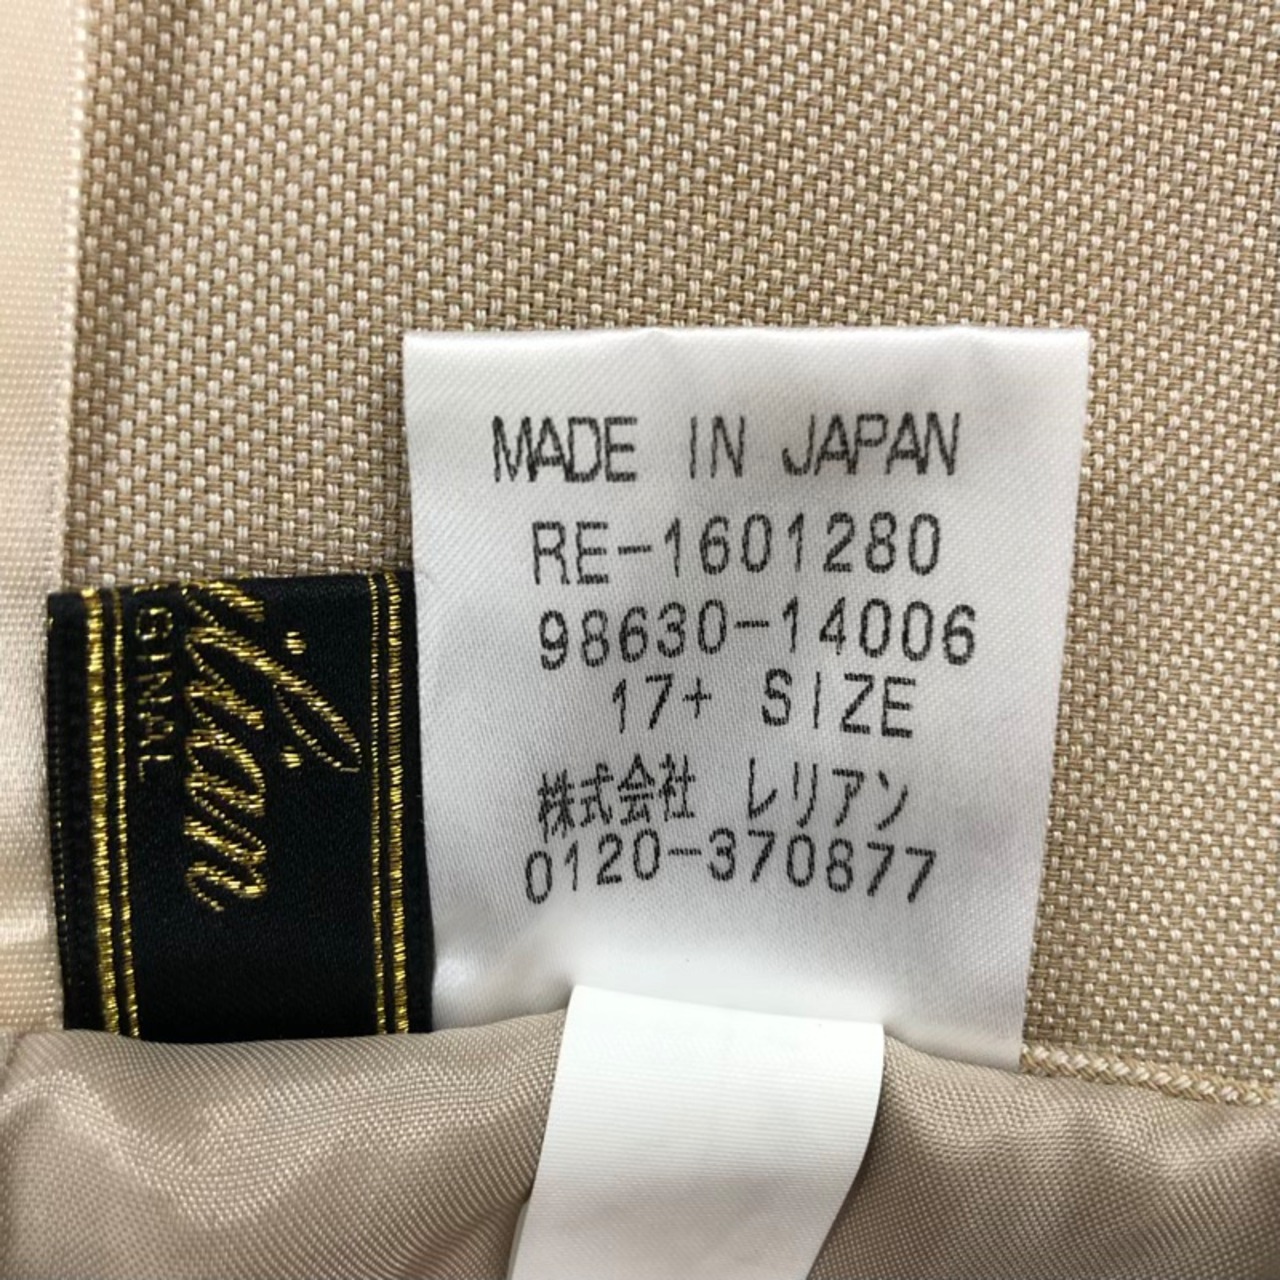 MADE IN JAPAN
RE-1601280
98630-14006
17+ SIZE
株式会社 レリアン
0120-370877